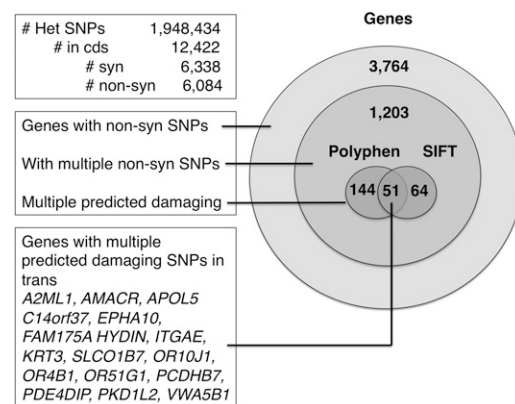 # Het SNPs 1,948,434
# in cds 12,422
# syn 6,338
# non-syn 6,084
Genes with non-syn SNPs
With multiple non-syn SNPs
Multiple predicted damaging
Genes with multiple
predicted damaging SNPs in
trans
A2ML1, AMACR, APOL5
C14orf37, EPHA10,
FAM175A HYDIN, ITGAE,
KRT3, SLCO1B7, OR10J1,
OR4B1, OR51G1, PCDHB7,
PDE4DIP, PKD1L2, VWA5B1
Genes
3,764
1,203
Polyphen SIFT
144 51 64